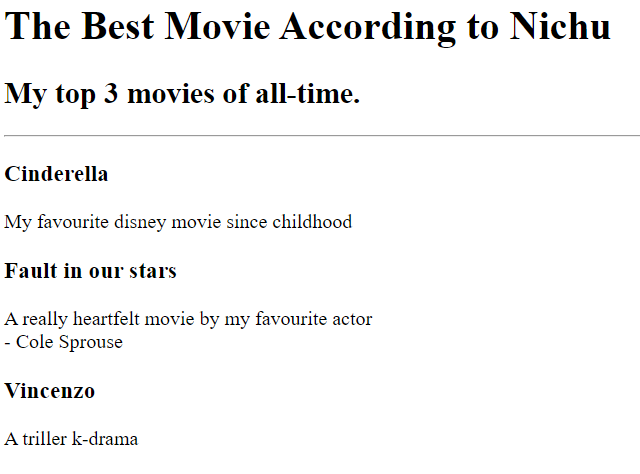 The Best Movie According to Nichu
My top 3 movies of all-time.
Cinderella
My favourite disney movie since childhood
Fault in our stars
A really heartfelt movie by my favourite actor
- Cole Sprouse
Vincenzo
A triller k-drama